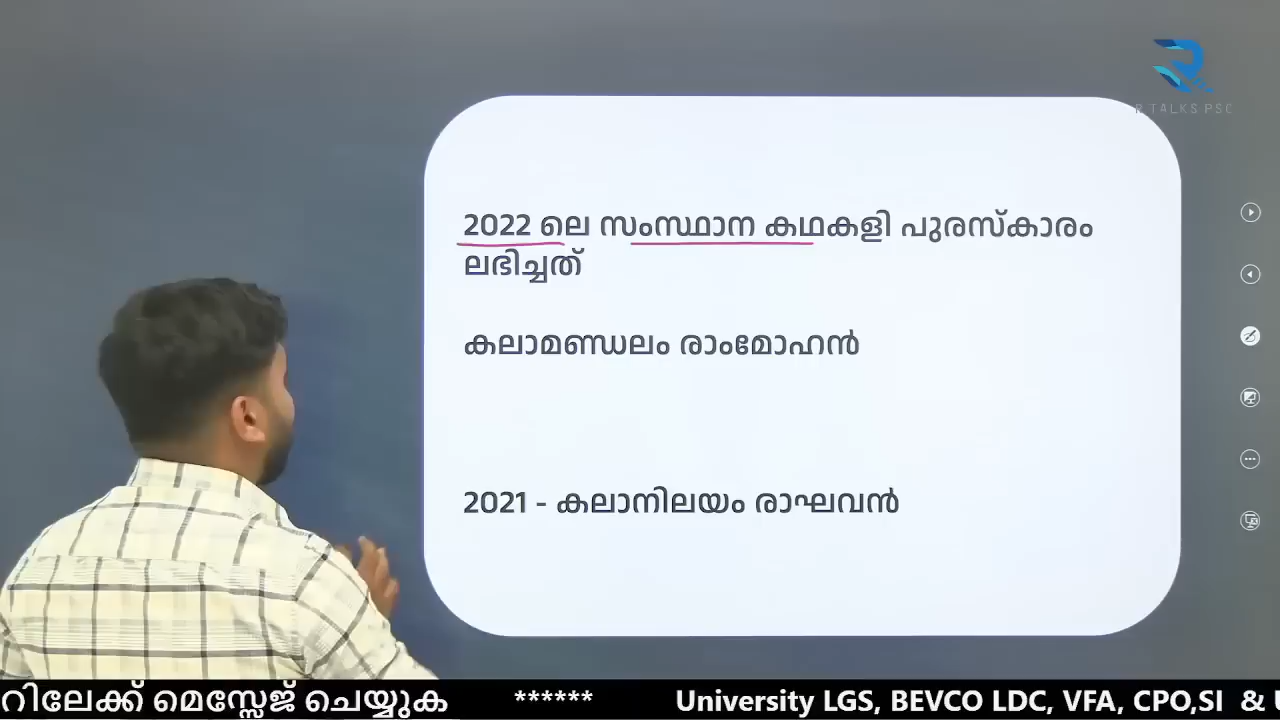 R TALKS PSC
2022 ലെ സംസ്ഥാന കഥകളി പുരസ്കാരം
ലഭിച്ചത്
കലാമണ്ഡലം രാംമോഹൻ
2021 - കലാനിലയം രാഘവൻ
റിലേക്ക് മെസ്സേജ് ചെയ്യുക ****** University LGS, BEVCO LDC, VFA, CPO,SI & U